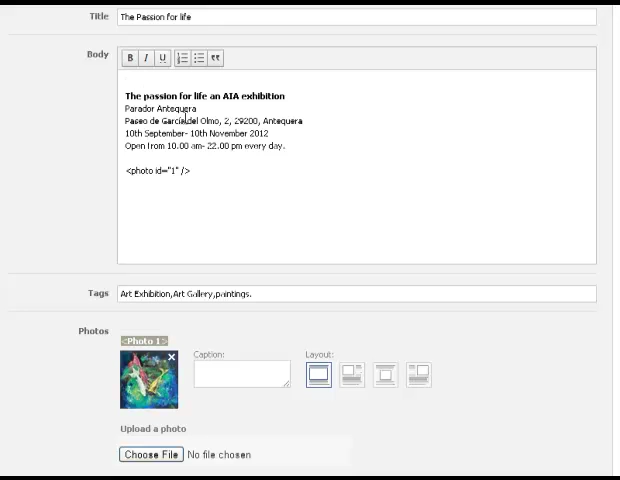 Title The Passion for life
Body B I U
The passion for life an AIA exhibition
Parador Antequera
Paseo de García del Olmo, 2, 29200, Antequera
10th September- 10th November 2012
Open from 10.00 am- 22.00 pm every day.
<photo id="1" />
Tags Art Exhibition,Art Gallery,paintings.
Photos
<Photo 1>
Caption: Layout:
Upload a photo
Choose File No file chosen